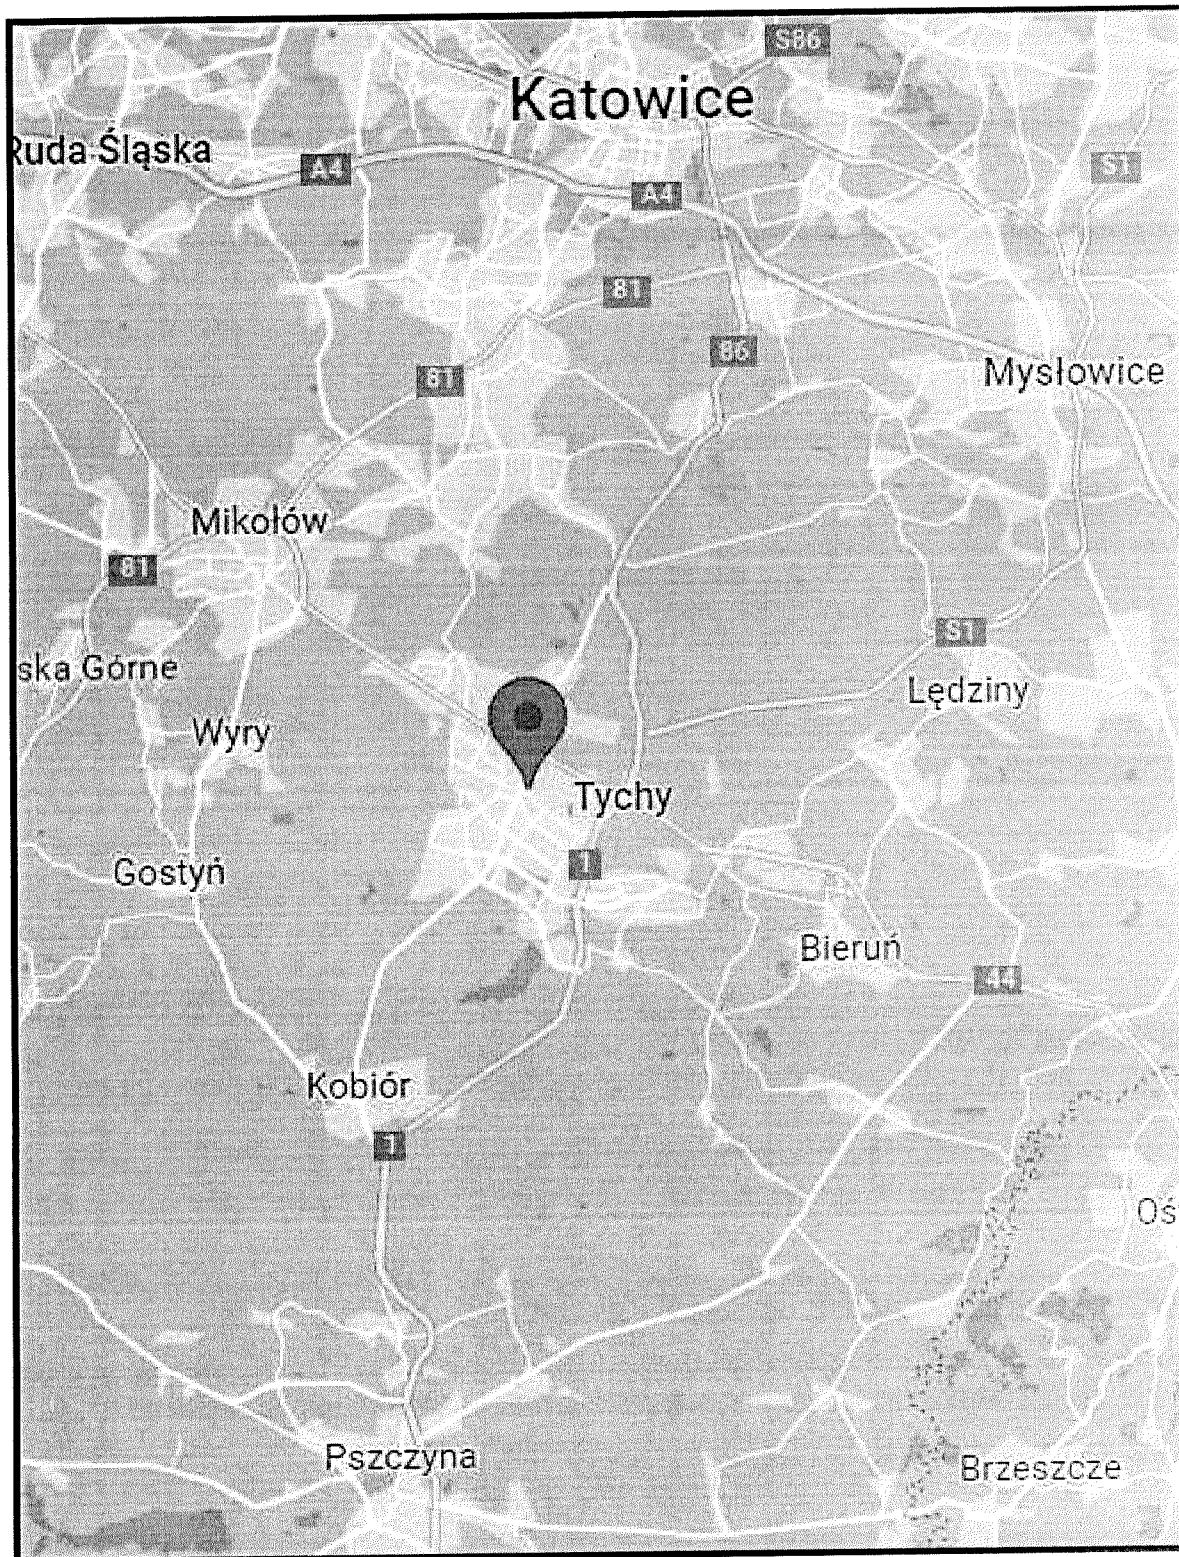 S86
Katowice
Ruda Śląska
A4
S1
A4
81
86
Mysłowice
81
Mikołów
81
S1
ska Górne
Lędziny
Wyry
Tychy
1
Gostyń
Bieruń
44
Kobiór
1
Oś
Pszczyna
Brzeszcze